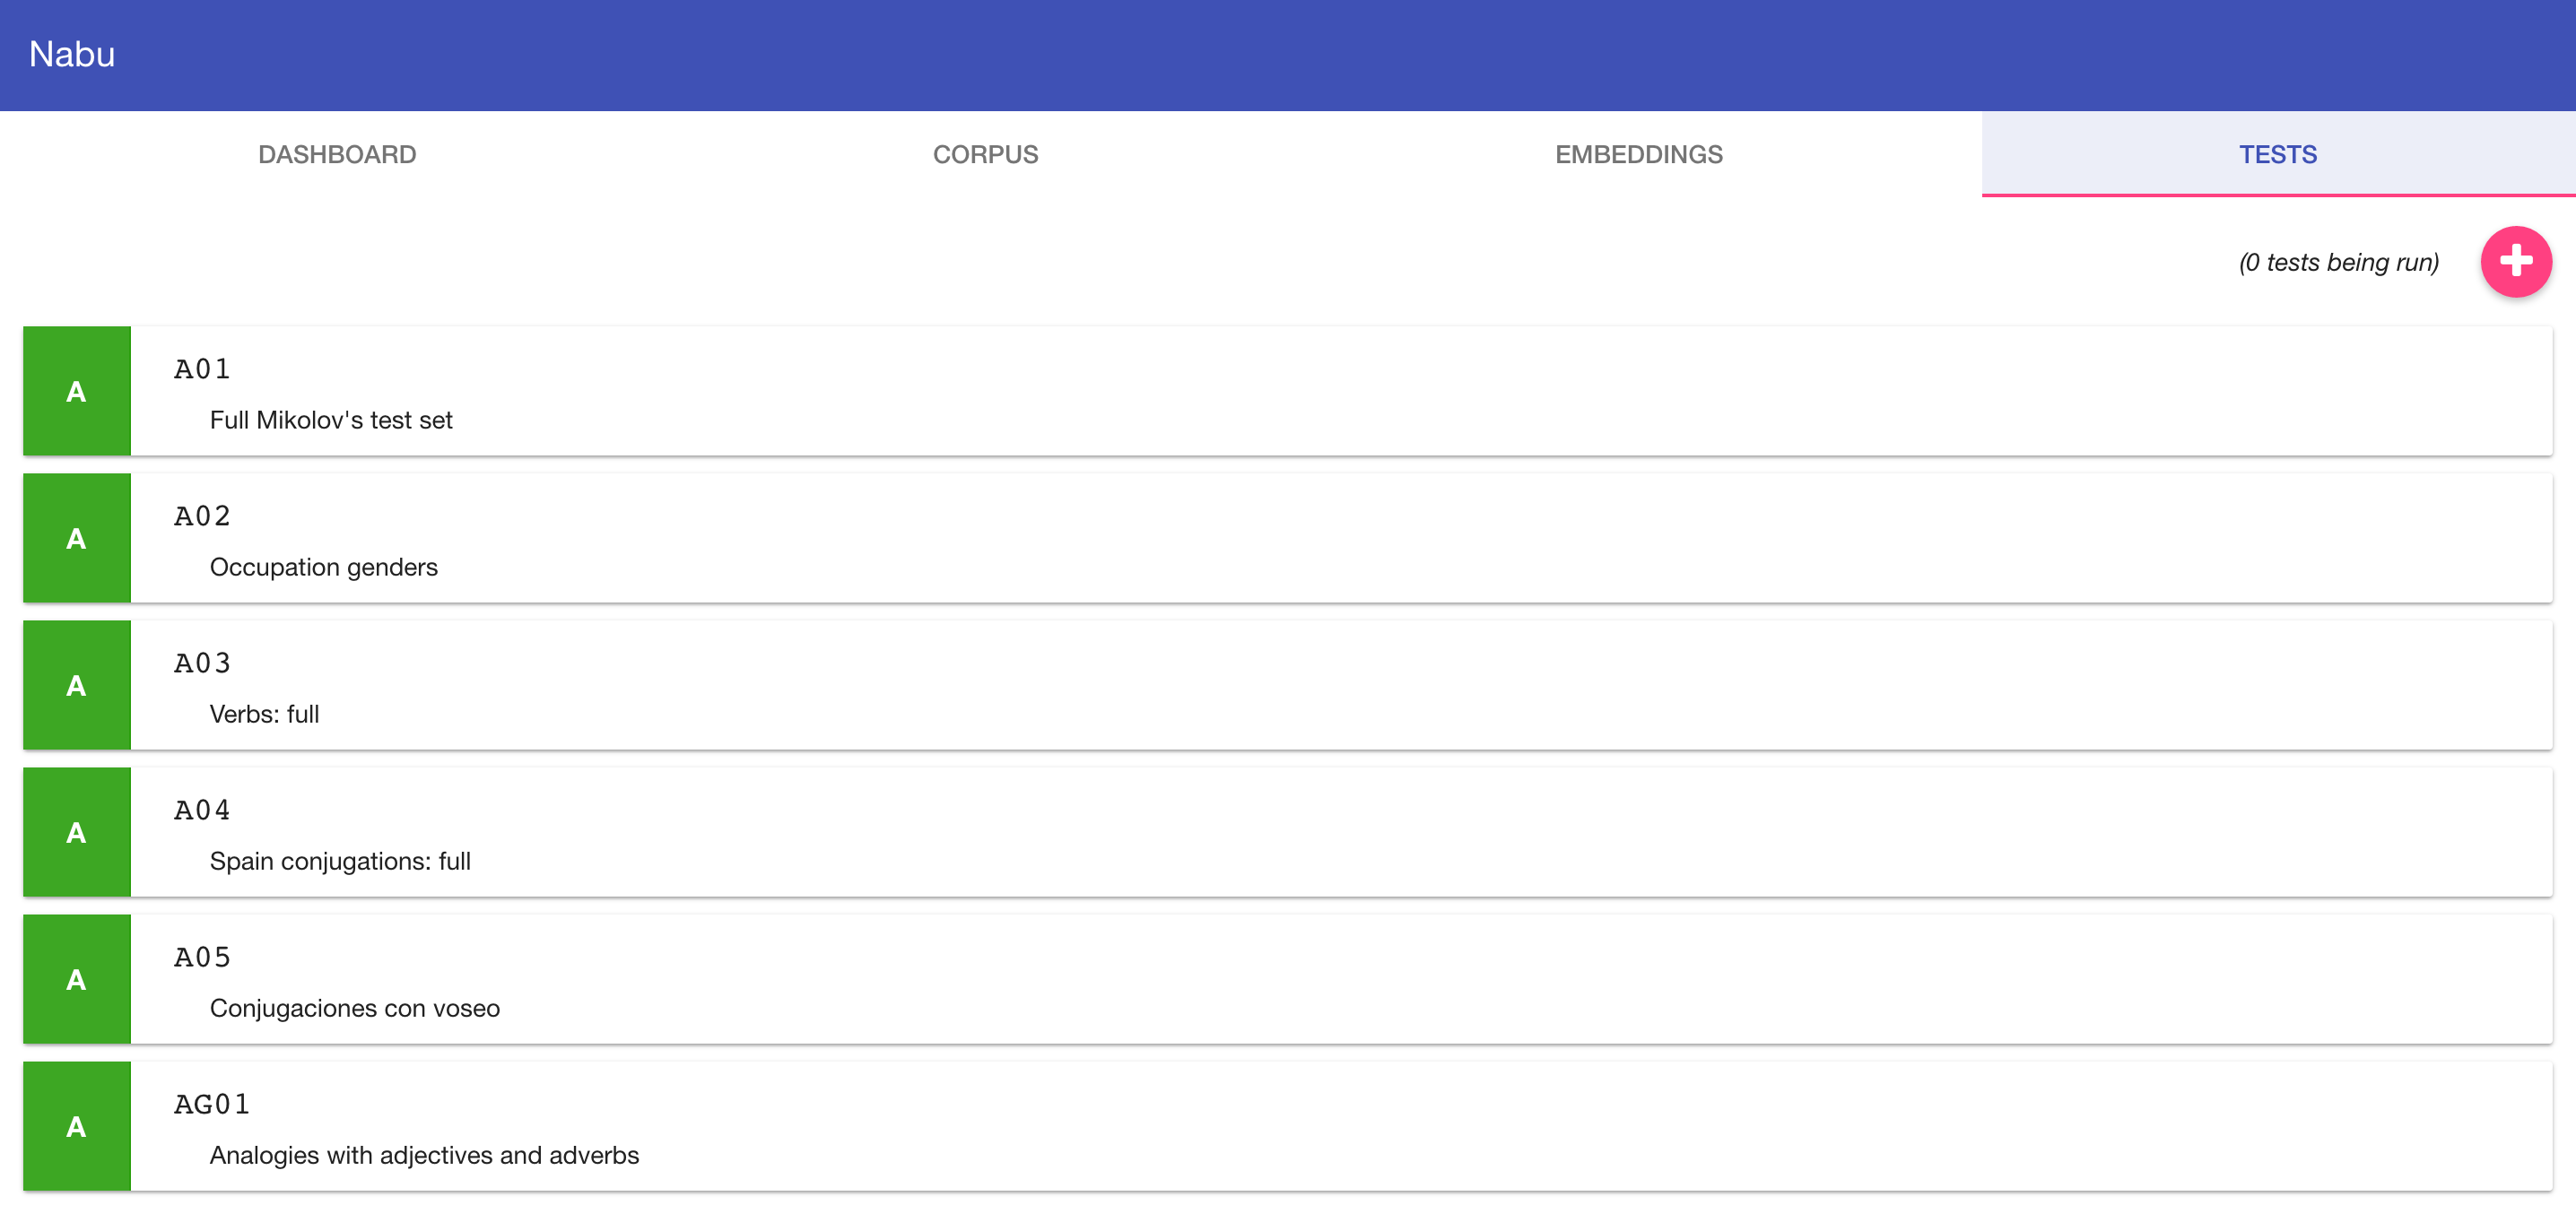 Nabu
DASHBOARD CORPUS EMBEDDINGS TESTS
(0 tests being run)
A
A01
Full Mikolov's test set
A
A02
Occupation genders
A
A03
Verbs: full
A
A04
Spain conjugations: full
A
A05
Conjugaciones con voseo
A
AG01
Analogies with adjectives and adverbs